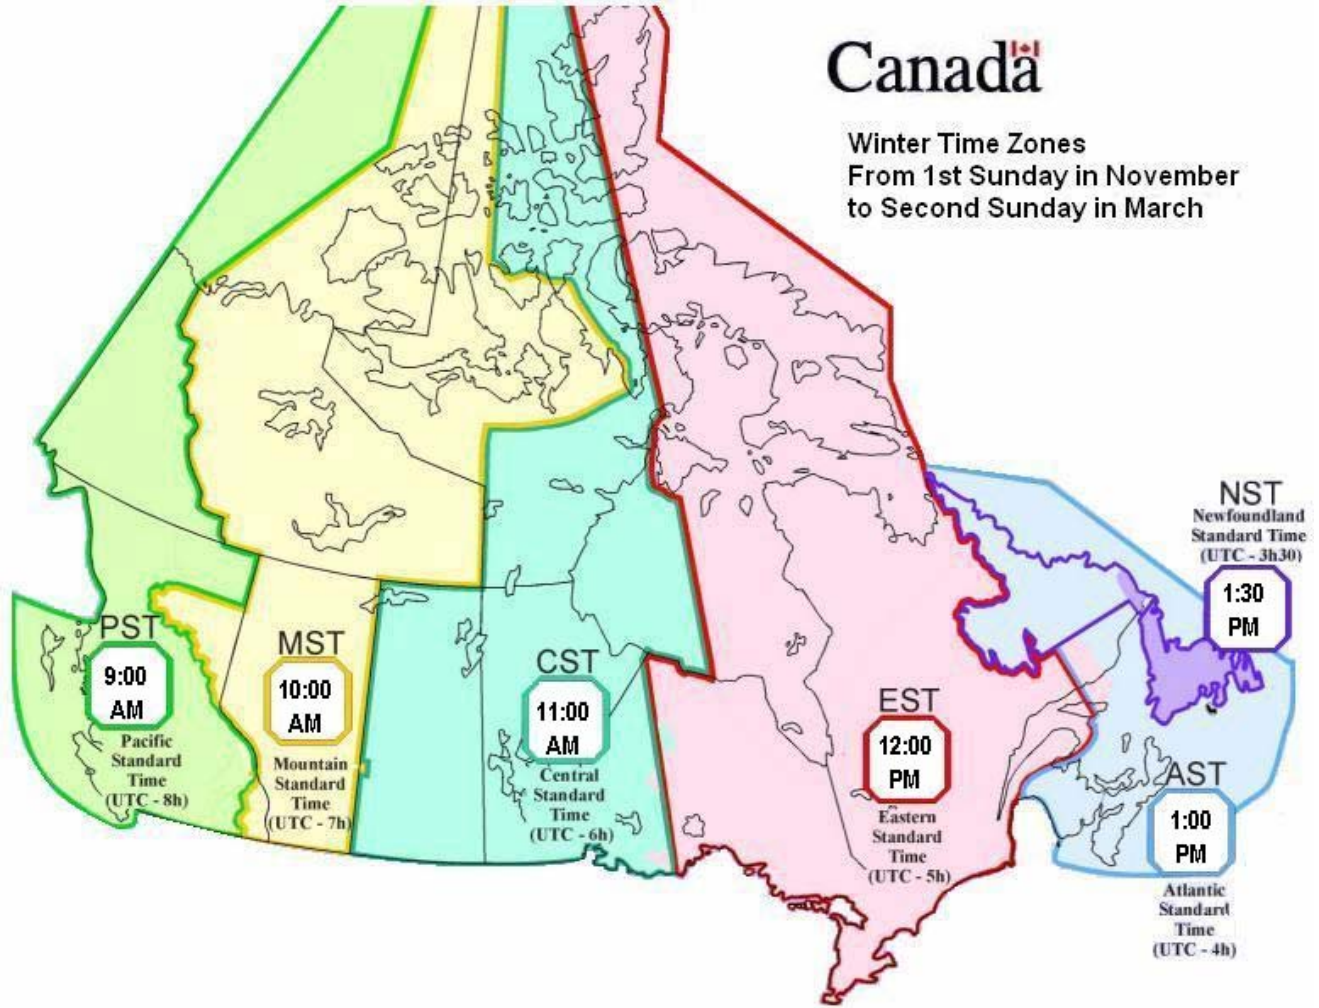 Canada
Winter Time Zones
From 1st Sunday in November
to Second Sunday in March
NST
Newfoundland
Standard Time
(UTC - 3h30)
1:30
PM
PST
9:00
AM
Pacific
Standard
Time
(UTC - 8h)
MST
10:00
AM
Mountain
Standard
Time
(UTC - 7h)
CST
11:00
AM
Central
Standard
Time
(UTC - 6h)
EST
12:00
PM
Eastern
Standard
Time
(UTC - 5h)
AST
1:00
PM
Atlantic
Standard
Time
(UTC - 4h)